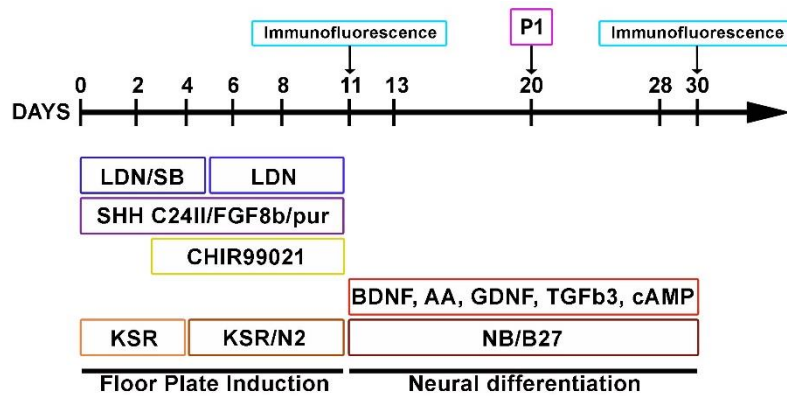 Immunofluorescence P1 Immunofluorescence
0 2 4 6 8 11 13 20 28 30
DAYS
LDN/SB LDN
SHH C24II/FGF8b/pur
CHIR99021
BDNF, AA, GDNF, TGFb3, cAMP
KSR KSR/N2 NB/B27
Floor Plate Induction Neural differentiation